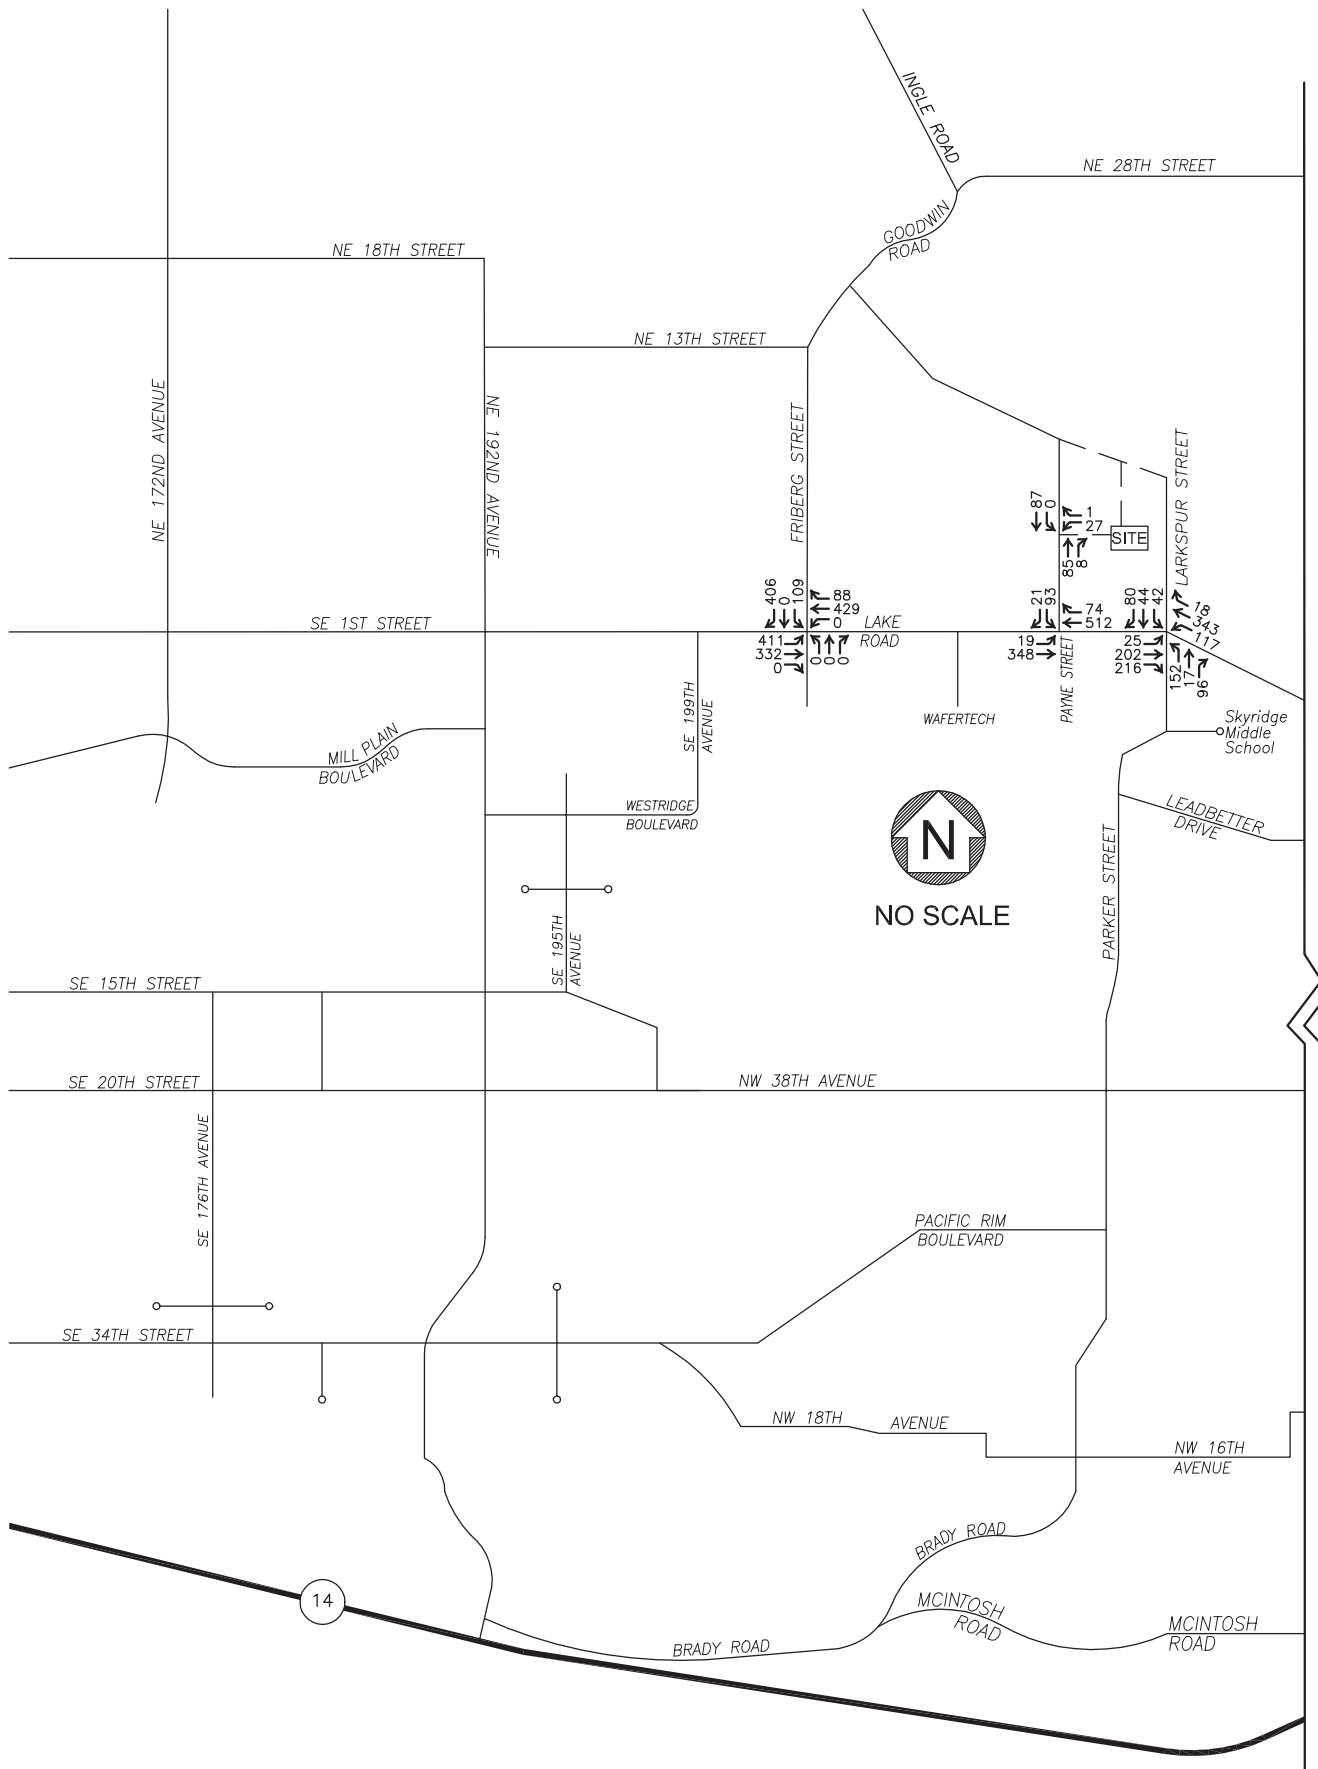 INGLE ROAD
NE 28TH STREET
GOODWIN
ROAD
NE 18TH STREET
NE 13TH STREET
NE 172ND AVENUE
NE 192ND AVENUE
FRIBERG STREET
LARKSPUR STREET
87
0
1
27
SITE
85
8
406
0
109
88
429
0
411
332
0
0
0
0
SE 1ST STREET
LAKE
ROAD
21
93
74
512
19
348
PAYNE STREET
80
44
42
18
343
117
25
202
216
152
17
96
WAFERTECH
SE 199TH
AVENUE
Skyridge
Middle
School
MILL PLAIN
BOULEVARD
WESTRIDGE
BOULEVARD
LEADBETTER
DRIVE
N
NO SCALE
PARKER STREET
SE 195TH
AVENUE
SE 15TH STREET
SE 20TH STREET
NW 38TH AVENUE
SE 176TH AVENUE
PACIFIC RIM
BOULEVARD
SE 34TH STREET
NW 18TH
AVENUE
NW 16TH
AVENUE
BRADY ROAD
14
MCINTOSH
ROAD
MCINTOSH
ROAD
BRADY ROAD